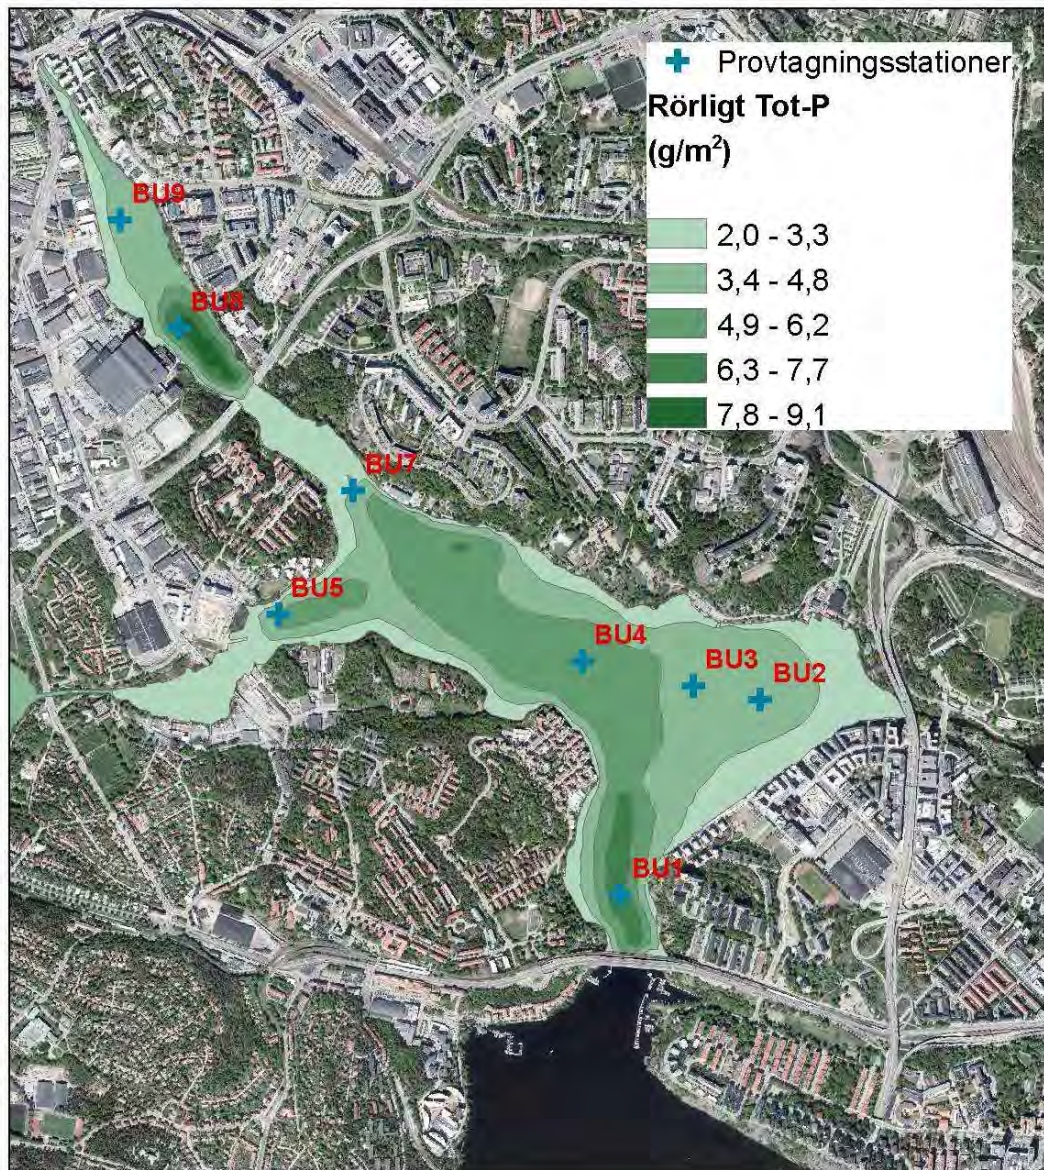 Provtagningsstationer
Rörligt Tot-P
(g/m²)
2,0 - 3,3
3,4 - 4,8
4,9 - 6,2
6,3 - 7,7
7,8 - 9,1
BU9
BU8
BU7
BU5
BU4
BU3
BU2
BU1